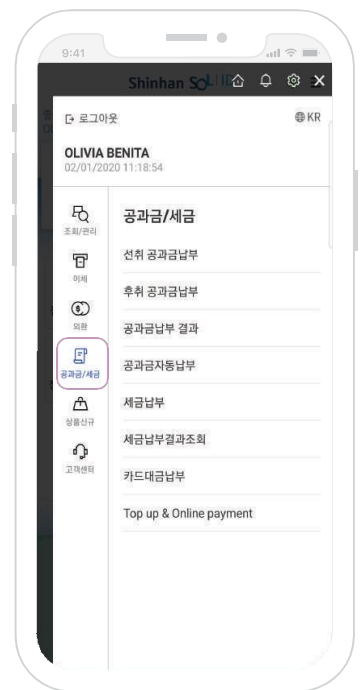 9:41
Shinhan SOL
로그아웃
KR
OLIVIA BENITA
02/01/2020 11:18:54
조회/관리
이체
외환
공과금/세금
상품신규
고객센터
공과금/세금
선취 공과금납부
후취 공과금납부
공과금납부 결과
공과금자동납부
세금납부
세금납부결과조회
카드대금납부
Top up & Online payment